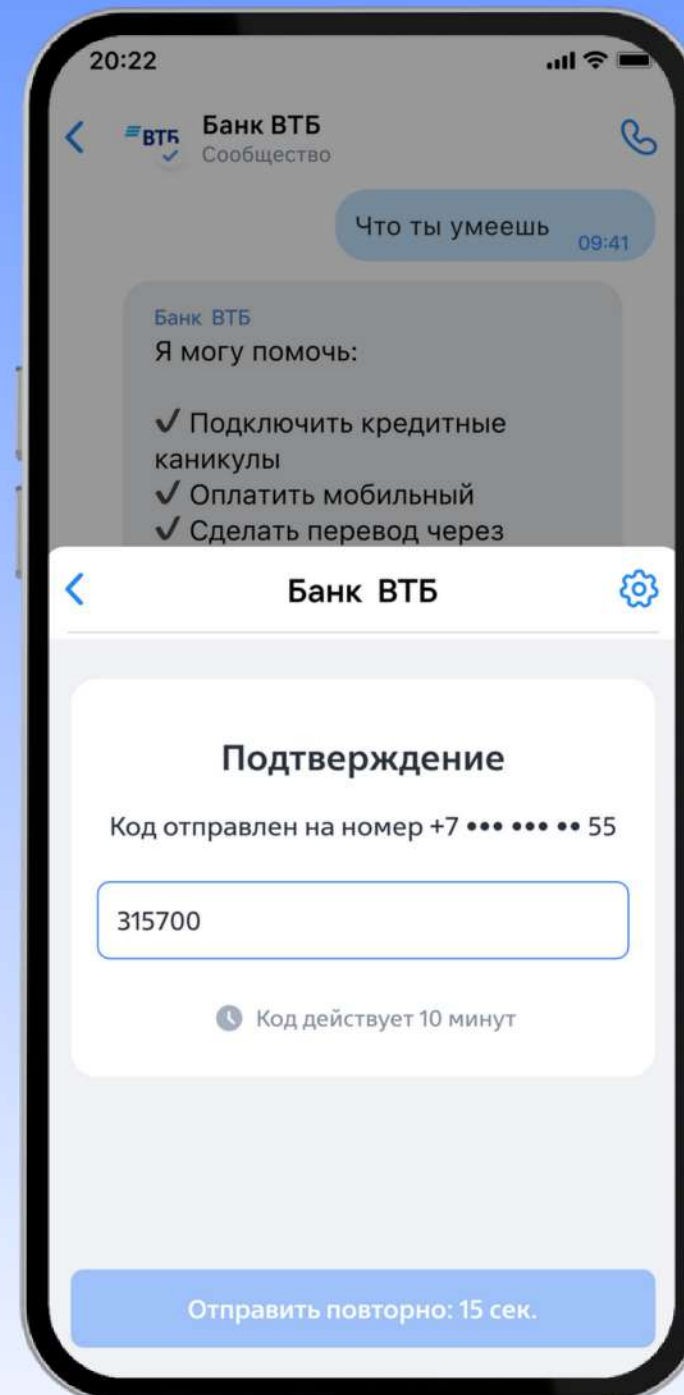 20:22
ВТБ
Банк ВТБ
Сообщество
Что ты умеешь 09:41
Банк ВТБ
Я могу помочь:
✓ Подключить кредитные
каникулы
✓ Оплатить мобильный
✓ Сделать перевод через
Банк ВТБ
Подтверждение
Код отправлен на номер +7 ••• ••• •• 55
315700
Код действует 10 минут
Отправить повторно: 15 сек.